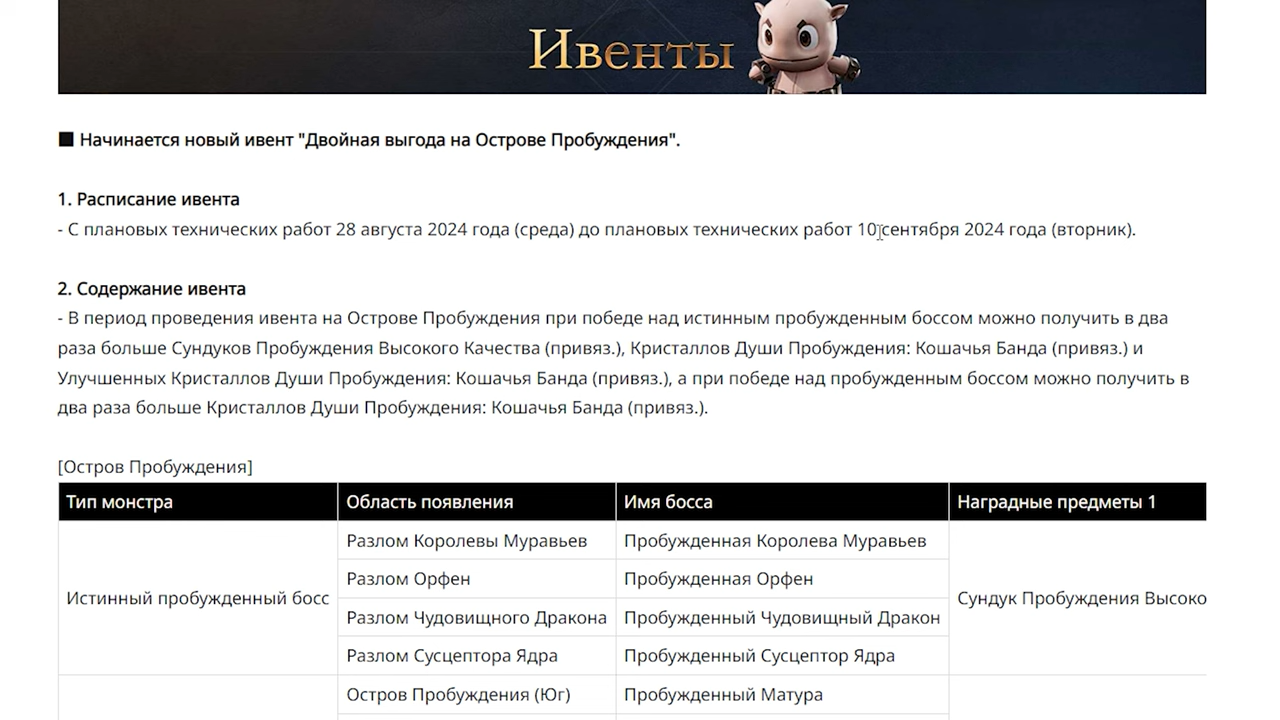 Ивенты
■ Начинается новый ивент "Двойная выгода на Острове Пробуждения".
1. Расписание ивента
- С плановых технических работ 28 августа 2024 года (среда) до плановых технических работ 10 сентября 2024 года (вторник).
2. Содержание ивента
- В период проведения ивента на Острове Пробуждения при победе над истинным пробужденным боссом можно получить в два
раза больше Сундуков Пробуждения Высокого Качества (привяз.), Кристаллов Души Пробуждения: Кошачья Банда (привяз.) и
Улучшенных Кристаллов Души Пробуждения: Кошачья Банда (привяз.), а при победе над пробужденным боссом можно получить в
два раза больше Кристаллов Души Пробуждения: Кошачья Банда (привяз.).
[Остров Пробуждения]
Тип монстра Область появления Имя босса Наградные предметы 1
Разлом Королевы Муравьев Пробужденная Королева Муравьев
Разлом Орфен Пробужденная Орфен
Истинный пробужденный босс Сундук Пробуждения Высоко
Разлом Чудовищного Дракона Пробужденный Чудовищный Дракон
Разлом Сусцептора Ядра Пробужденный Сусцептор Ядра
Остров Пробуждения (Юг) Пробужденный Матура